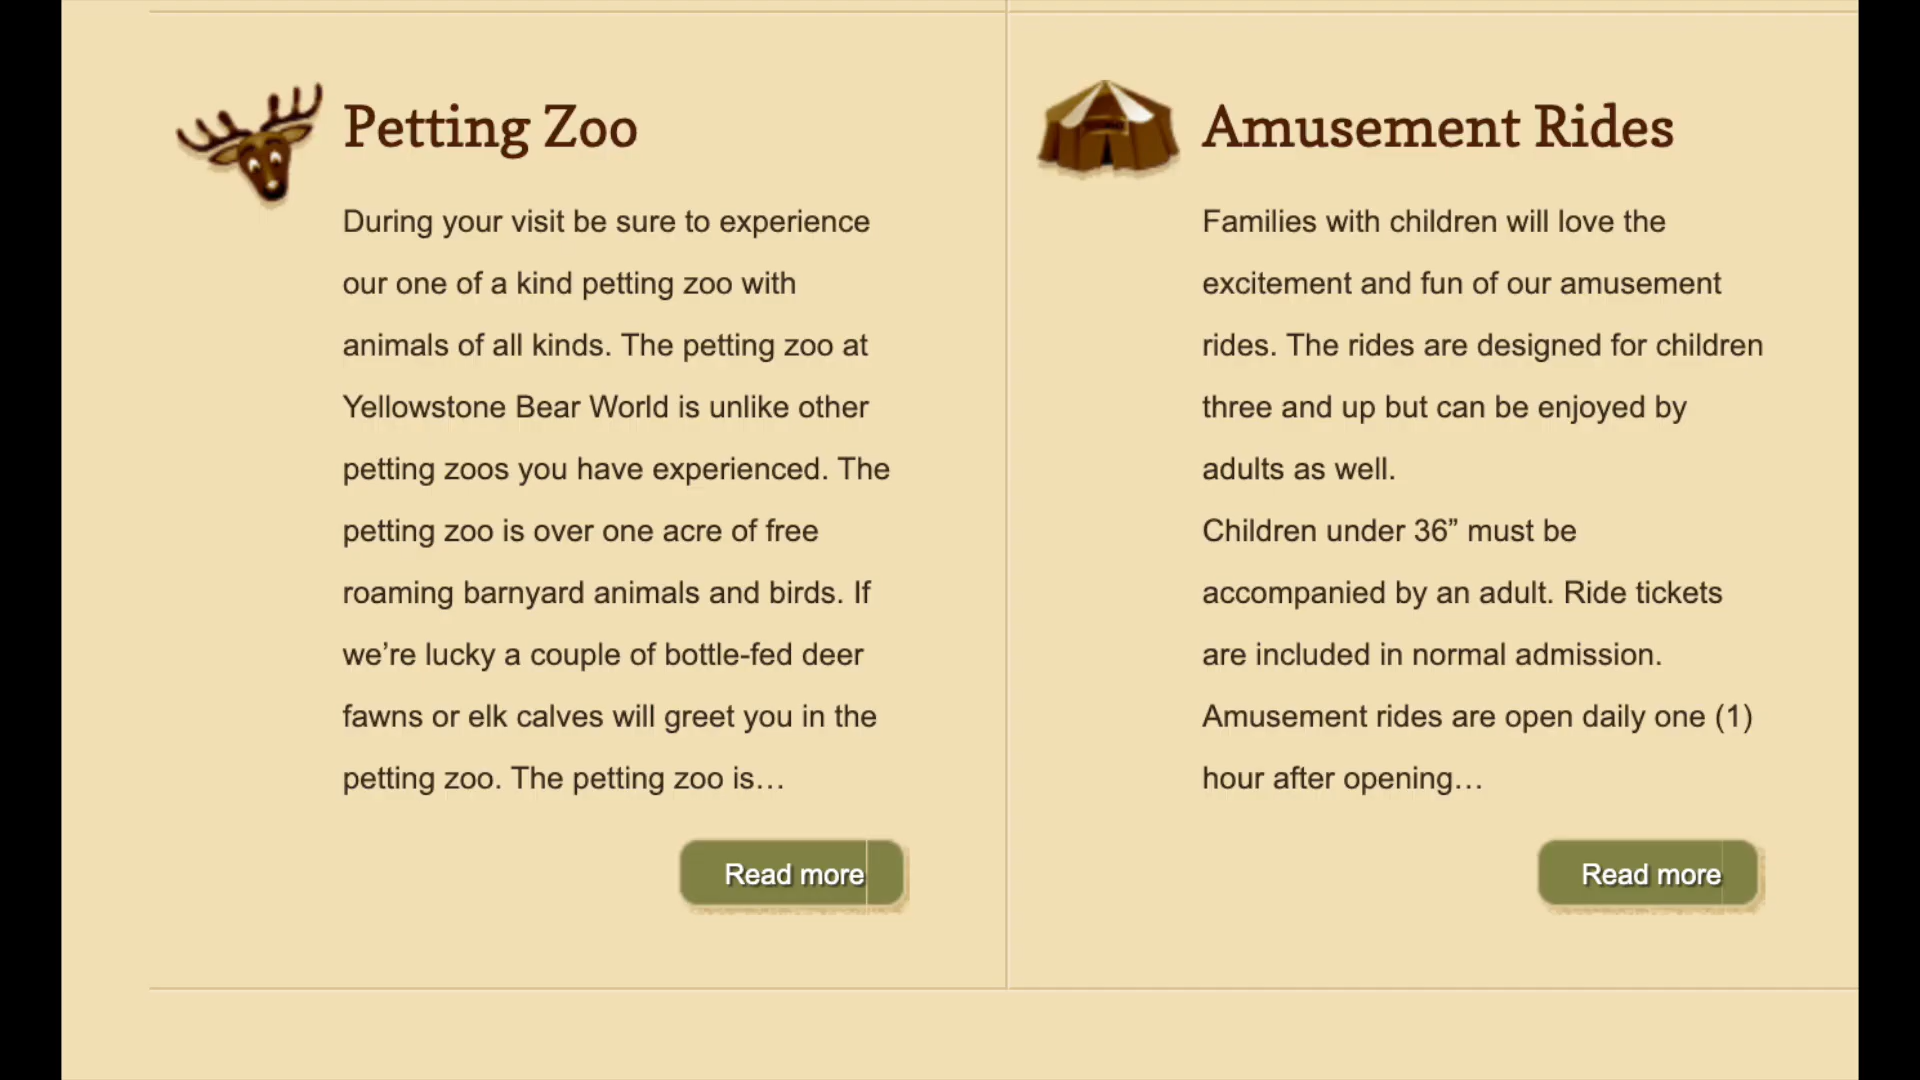 Petting Zoo
During your visit be sure to experience
our one of a kind petting zoo with
animals of all kinds. The petting zoo at
Yellowstone Bear World is unlike other
petting zoos you have experienced. The
petting zoo is over one acre of free
roaming barnyard animals and birds. If
we’re lucky a couple of bottle-fed deer
fawns or elk calves will greet you in the
petting zoo. The petting zoo is…
Read more
Amusement Rides
Families with children will love the
excitement and fun of our amusement
rides. The rides are designed for children
three and up but can be enjoyed by
adults as well.
Children under 36” must be
accompanied by an adult. Ride tickets
are included in normal admission.
Amusement rides are open daily one (1)
hour after opening…
Read more